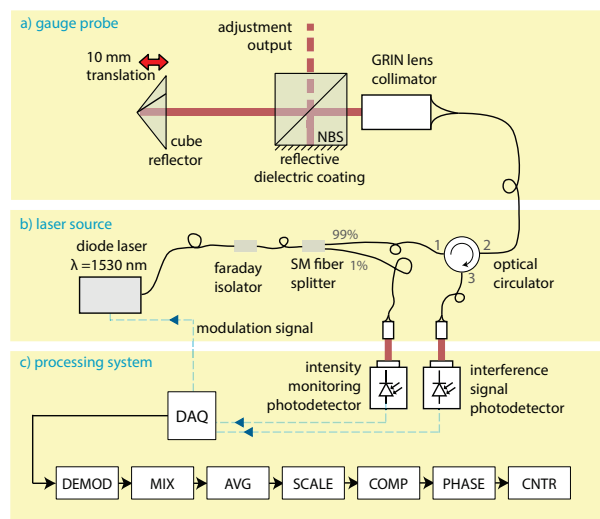 a) gauge probe
adjustment
output
10 mm
translation
GRIN lens
collimator
NBS
cube
reflector
reflective
dielectric coating
b) laser source
diode laser
λ =1530 nm
faraday
isolator
SM fiber
splitter
99%
1%
1
2
3
optical
circulator
modulation signal
c) processing system
intensity
monitoring
photodetector
interference
signal
photodetector
DAQ
DEMOD
MIX
AVG
SCALE
COMP
PHASE
CNTR